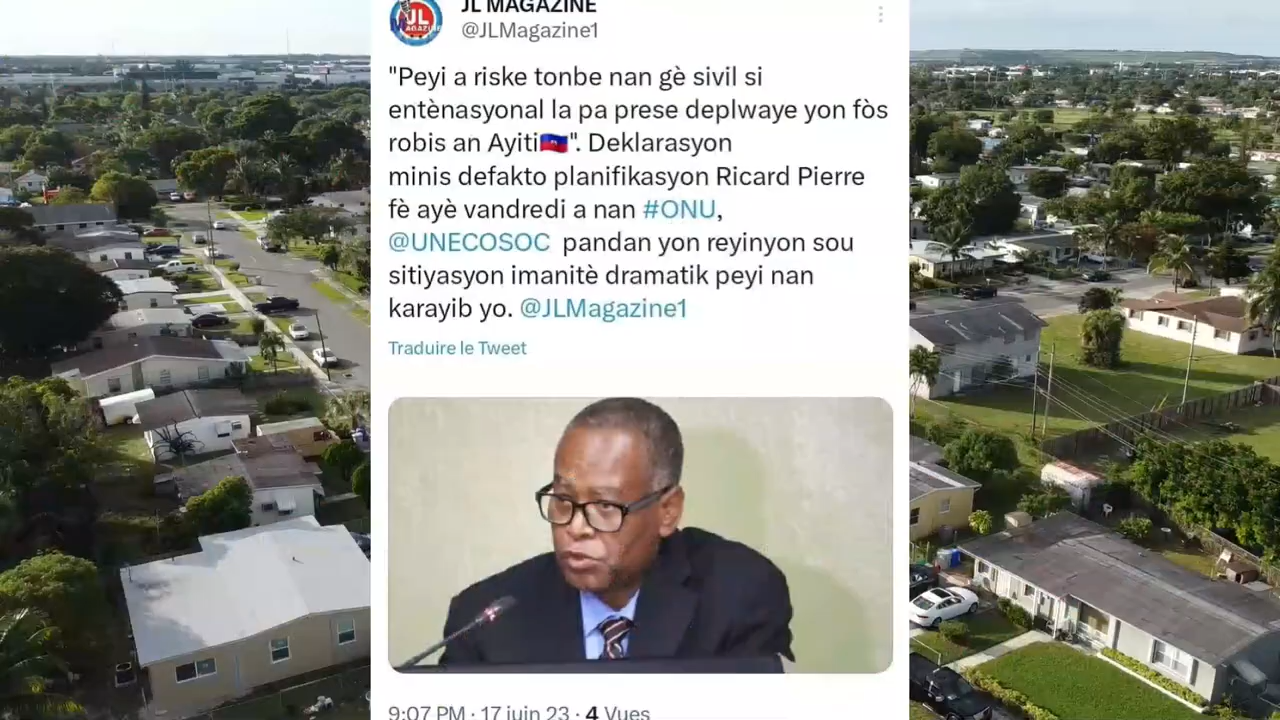 JL MAGAZINE
@JLMagazine1
"Peyi a riske tonbe nan gè sivil si
entènasyonal la pa prese deplwaye yon fòs
robis an Ayiti🇭🇹". Deklarasyon
minis defakto planifikasyon Ricard Pierre
fè ayè vandredi a nan #ONU,
@UNECOSOC pandan yon reyinyon sou
sitiyasyon imanitè dramatik peyi nan
karayib yo. @JLMagazine1
Traduire le Tweet
9:07 PM · 17 juin 23 · 4 Vues